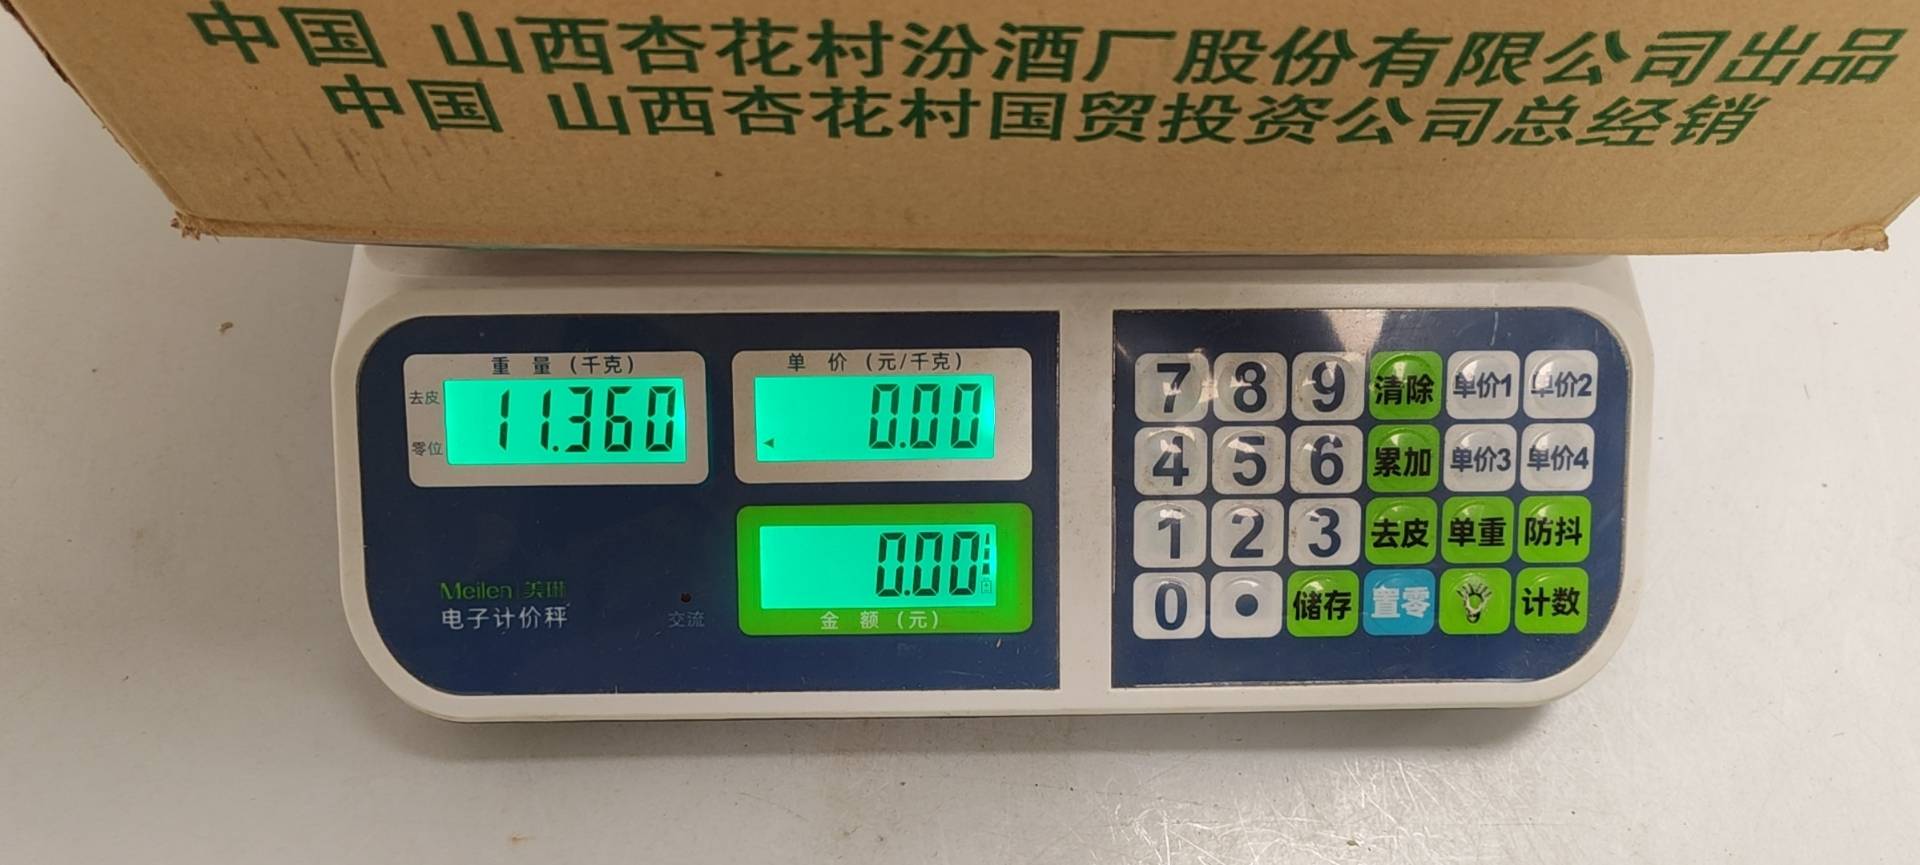 中国 山西杏花村汾酒厂股份有限公司出品
中国 山西杏花村国贸投资公司总经销
重 量 (千克)
去皮
零位
11.360
单 价 (元/千克)
0.00
0.00
金 额 (元)
Meilen 美琳
电子计价秤
交流
7 8 9 清除 单价1 单价2
4 5 6 累加 单价3 单价4
1 2 3 去皮 单重 防抖
0 • 储存 置零 计数